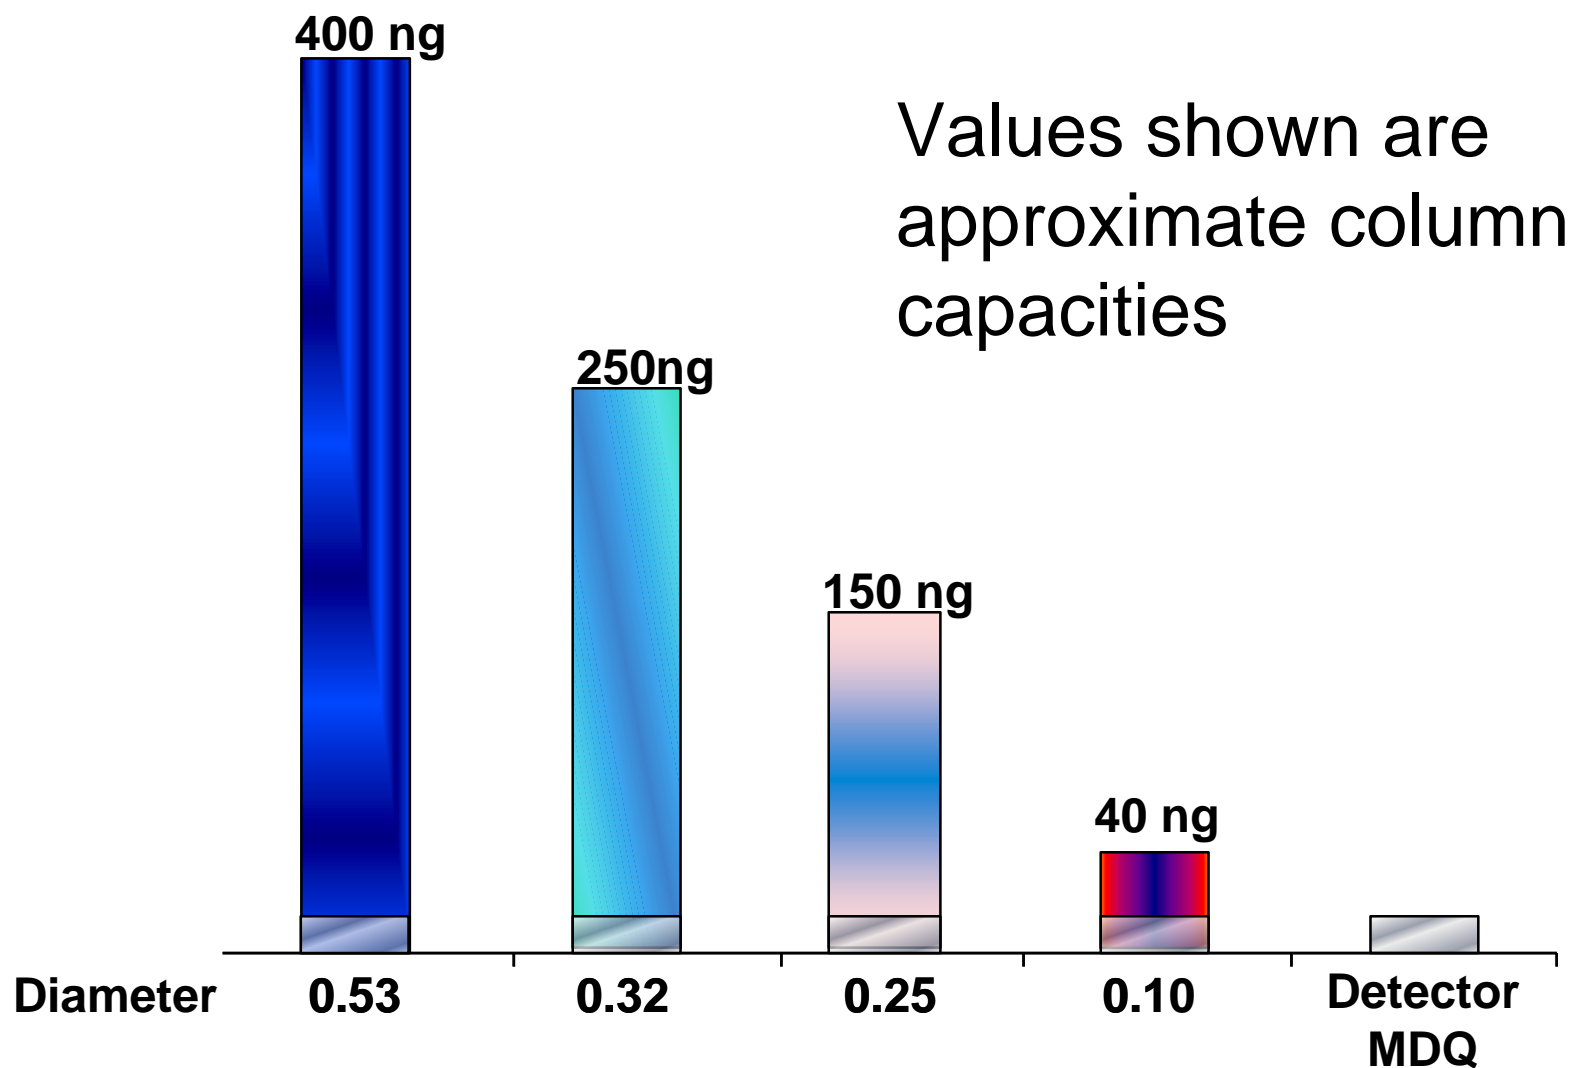 400 ng
Values shown are
approximate column
capacities
250ng
150 ng
40 ng
Diameter 0.53 0.32 0.25 0.10 Detector
MDQ